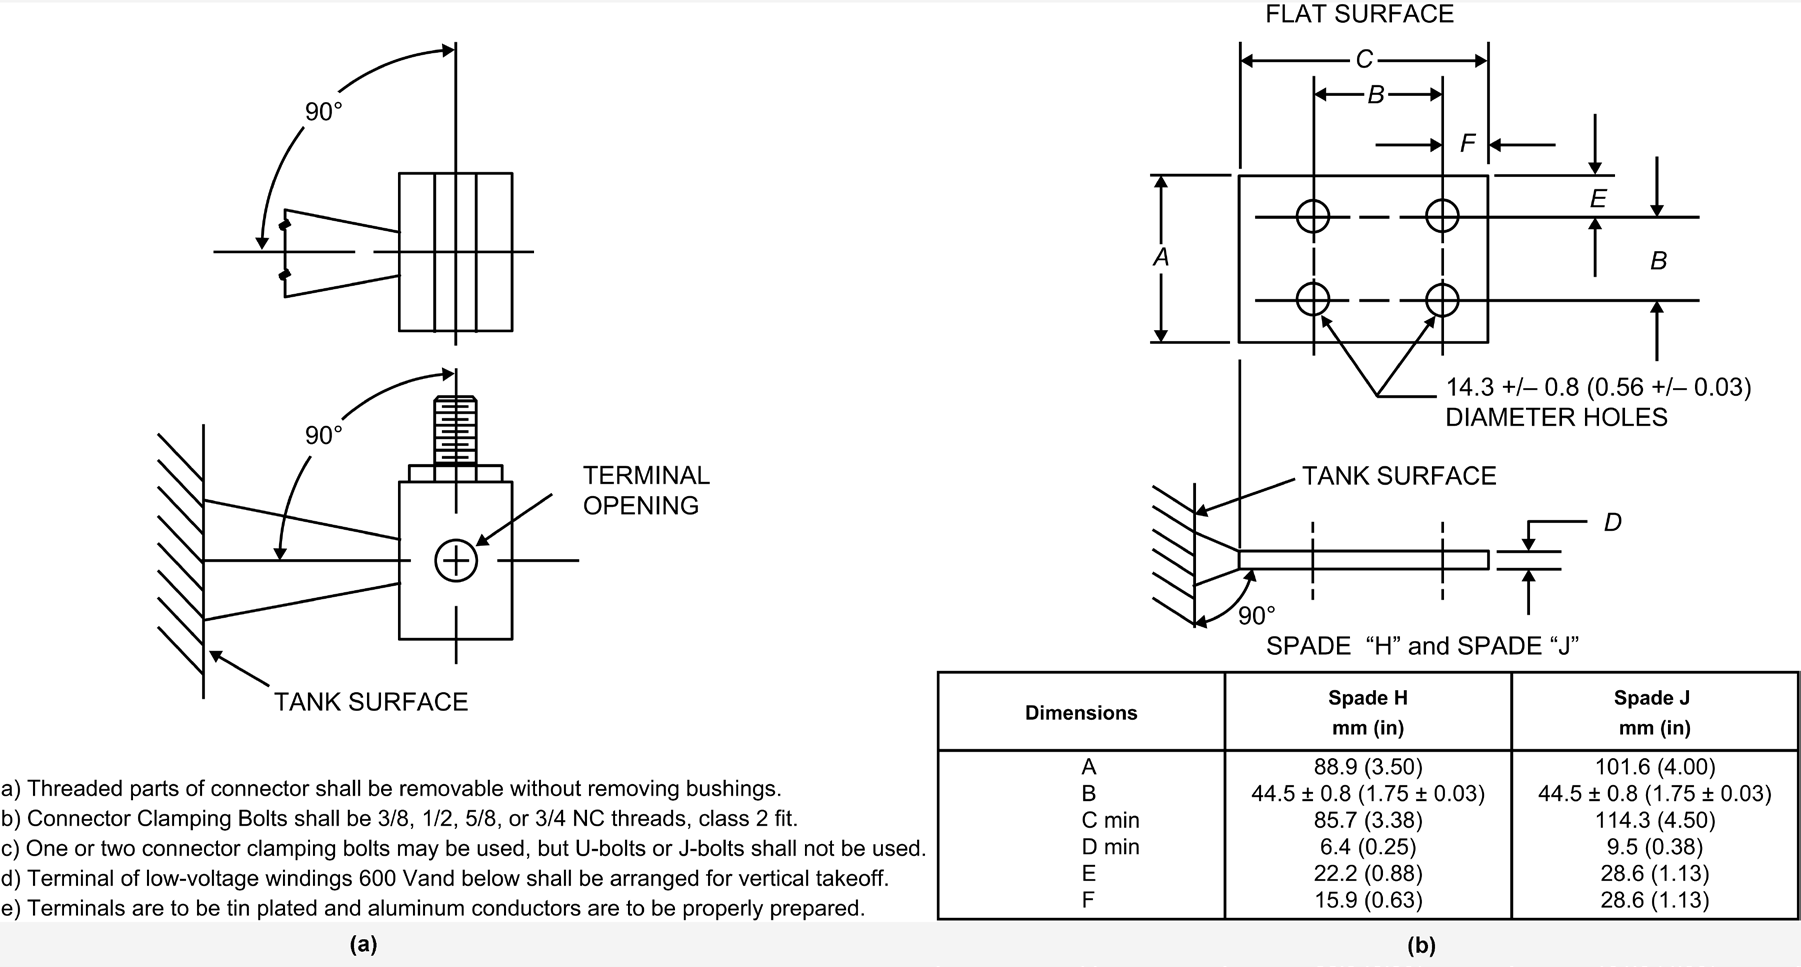 90°
90°
TERMINAL
OPENING
TANK SURFACE
a) Threaded parts of connector shall be removable without removing bushings.
b) Connector Clamping Bolts shall be 3/8, 1/2, 5/8, or 3/4 NC threads, class 2 fit.
c) One or two connector clamping bolts may be used, but U-bolts or J-bolts shall not be used.
d) Terminal of low-voltage windings 600 Vand below shall be arranged for vertical takeoff.
e) Terminals are to be tin plated and aluminum conductors are to be properly prepared.
(a)
FLAT SURFACE
C
B
F
E
A
B
14.3 +/– 0.8 (0.56 +/– 0.03)
DIAMETER HOLES
TANK SURFACE
D
90°
SPADE “H” and SPADE “J”
Dimensions Spade H mm (in) Spade J mm (in)
A 88.9 (3.50) 101.6 (4.00)
B 44.5 ± 0.8 (1.75 ± 0.03) 44.5 ± 0.8 (1.75 ± 0.03)
C min 85.7 (3.38) 114.3 (4.50)
D min 6.4 (0.25) 9.5 (0.38)
E 22.2 (0.88) 28.6 (1.13)
F 15.9 (0.63) 28.6 (1.13)
(b)